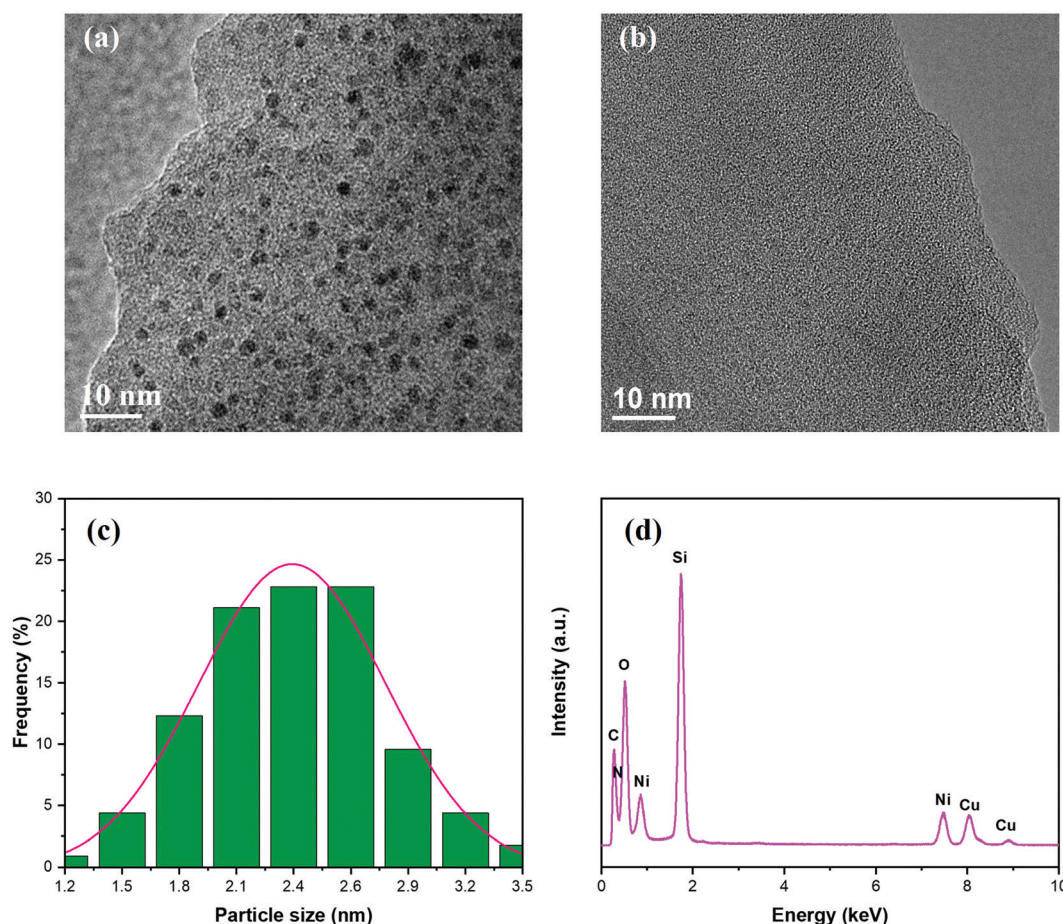 (a)
10 nm
(b)
10 nm
(c)
Frequency (%)
30
25
20
15
10
5
0
1.2 1.5 1.8 2.1 2.4 2.6 2.9 3.2 3.5
Particle size (nm)
(d)
Intensity (a.u.)
Si
O
C
N
Ni
Ni
Cu
Cu
0 2 4 6 8 10
Energy (keV)